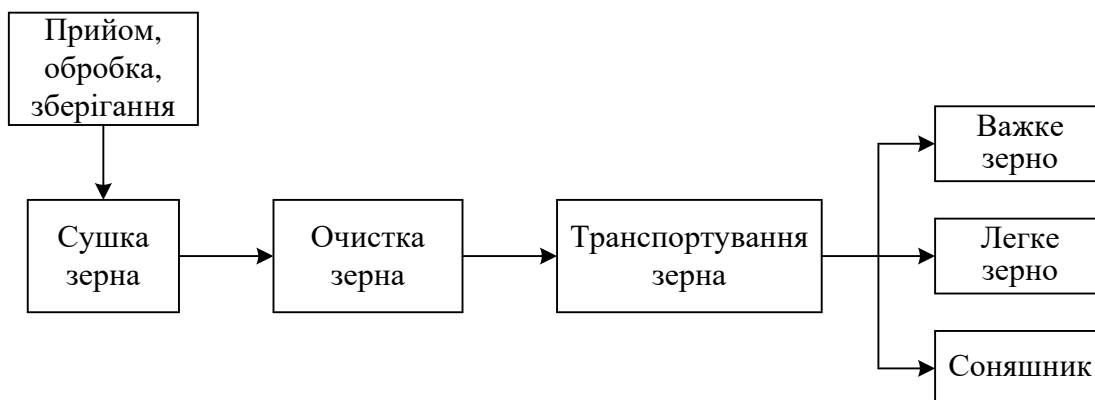 Прийом,
обробка,
зберігання
Сушка
зерна
Очистка
зерна
Транспортування
зерна
Важке
зерно
Легке
зерно
Соняшник